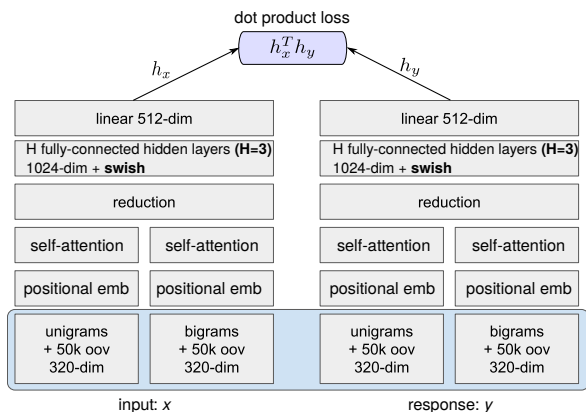 dot product loss
h_x^T h_y
h_x
h_y
linear 512-dim
linear 512-dim
H fully-connected hidden layers (H=3)
1024-dim + swish
H fully-connected hidden layers (H=3)
1024-dim + swish
reduction
reduction
self-attention
self-attention
self-attention
self-attention
positional emb
positional emb
positional emb
positional emb
unigrams
+ 50k oov
320-dim
bigrams
+ 50k oov
320-dim
unigrams
+ 50k oov
320-dim
bigrams
+ 50k oov
320-dim
input: x
response: y